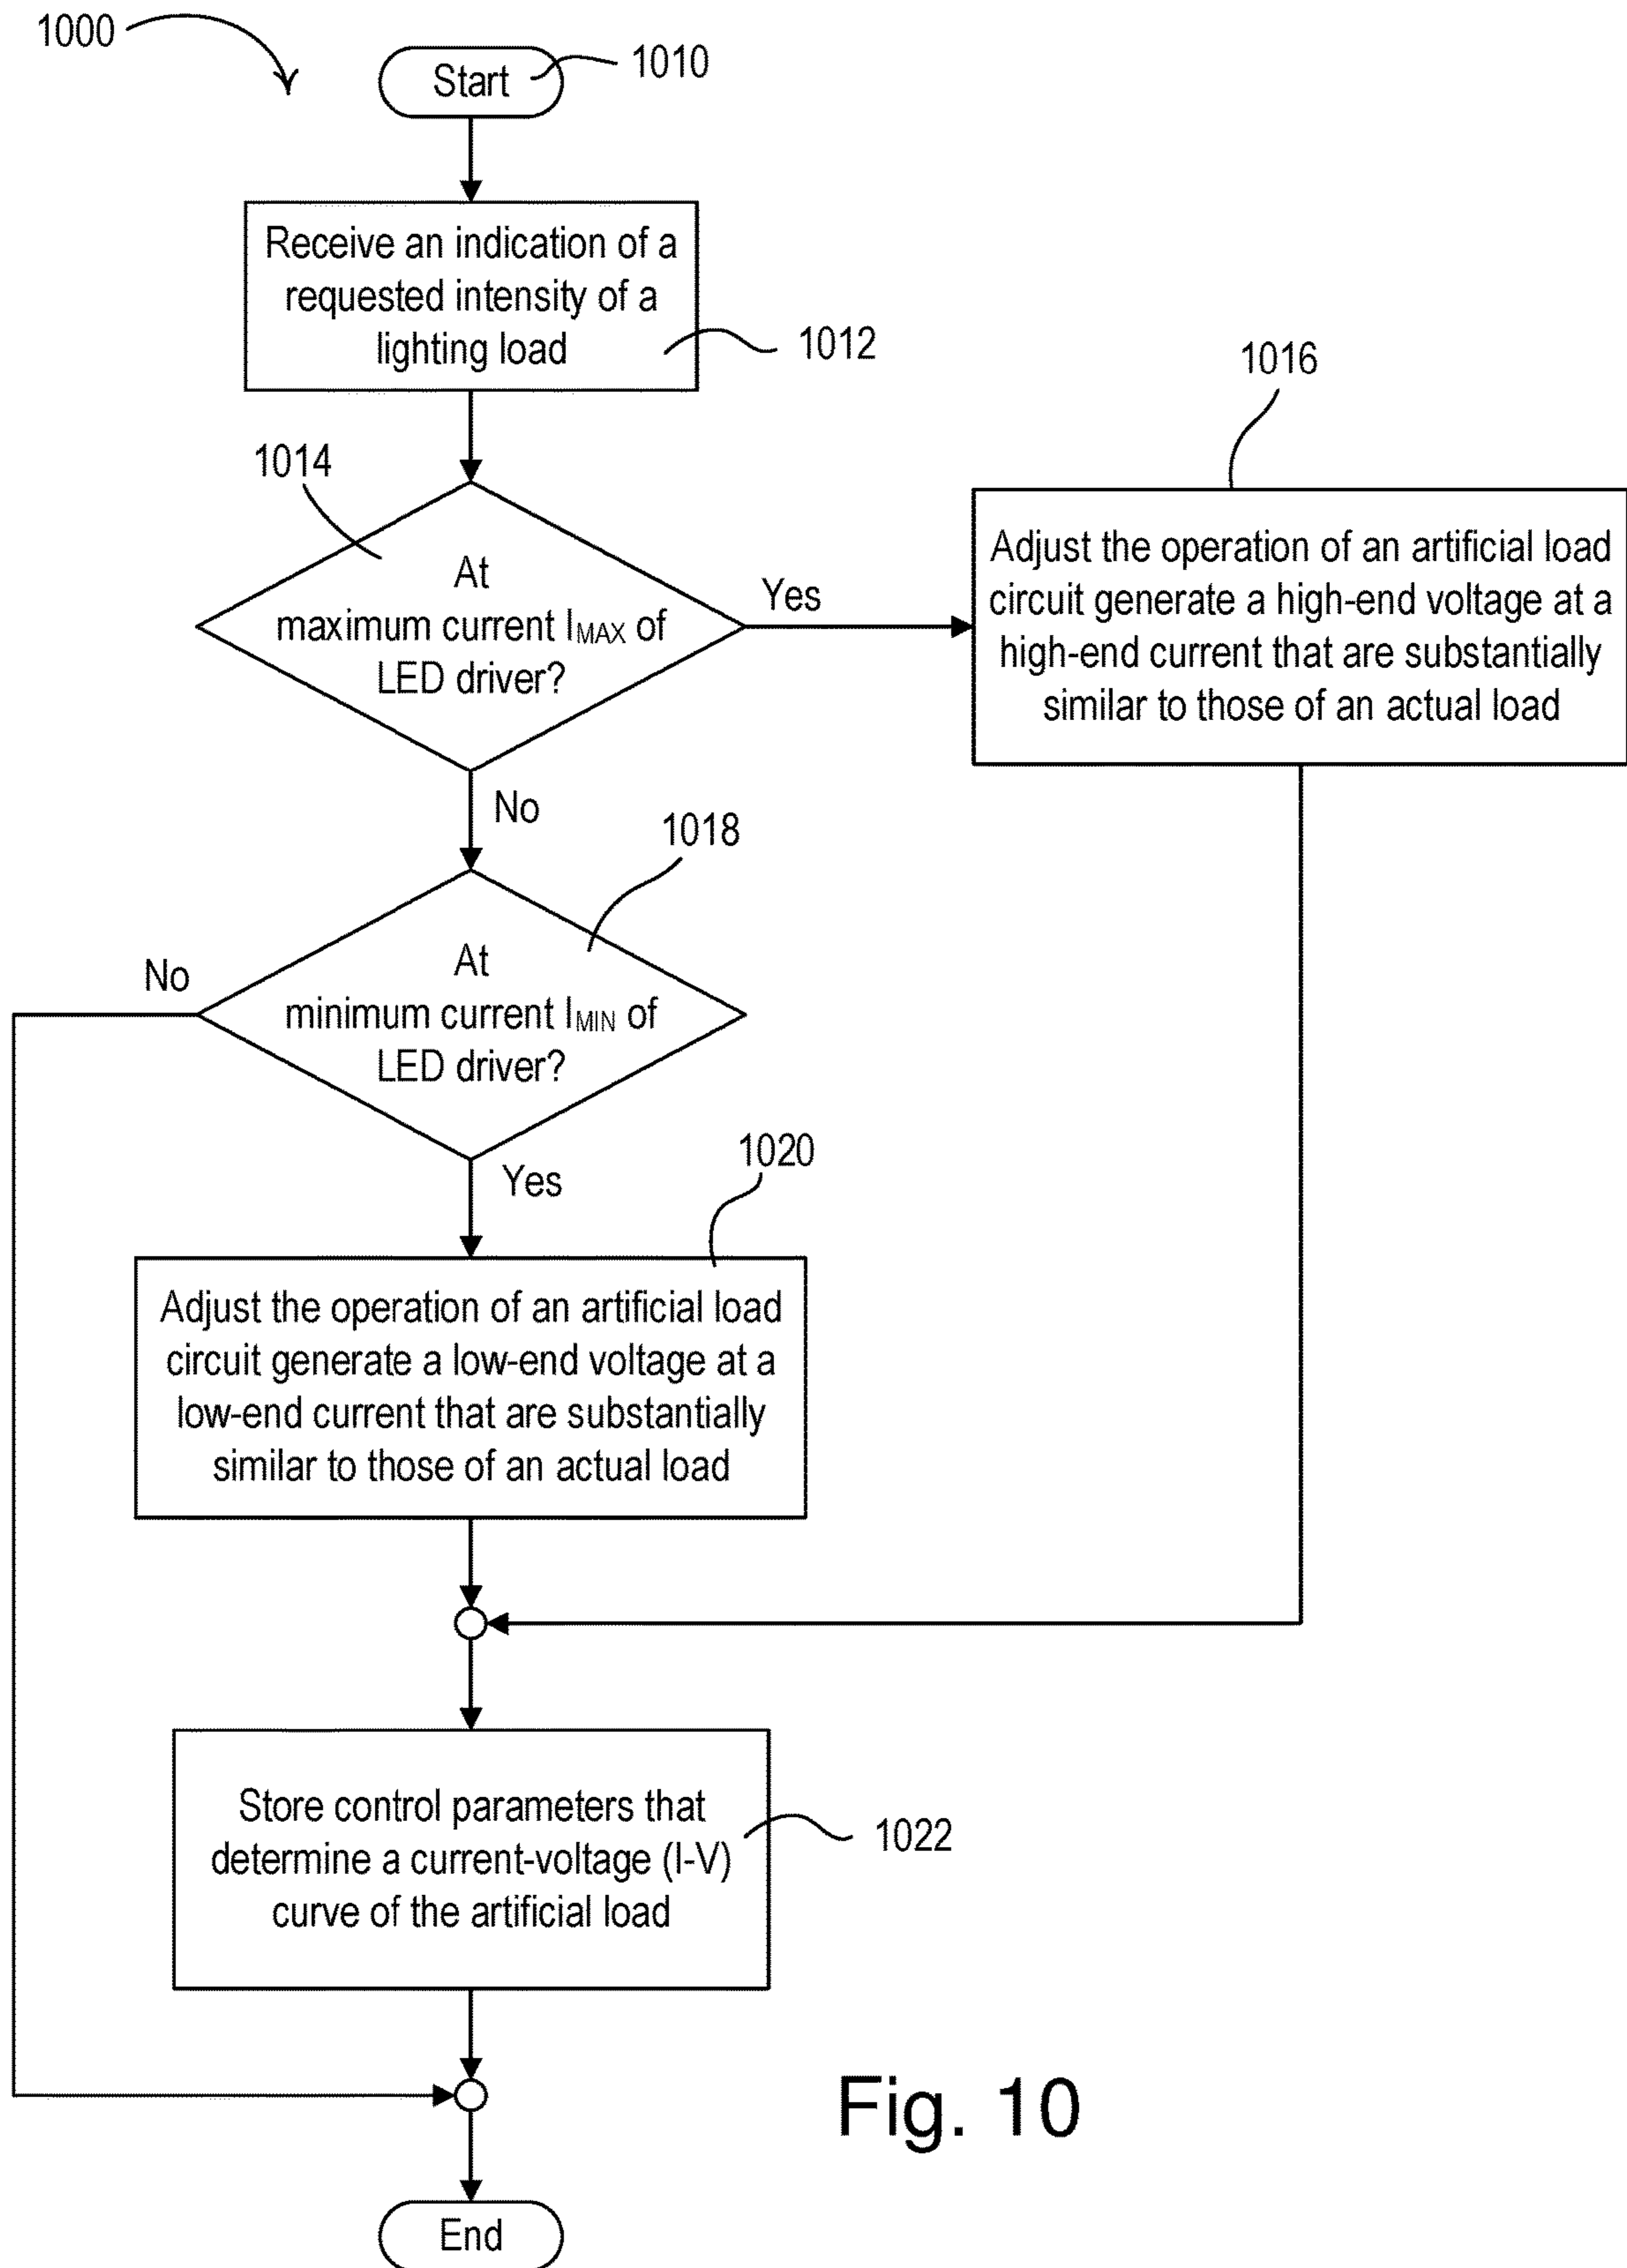 1000
Start
1010
Receive an indication of a
requested intensity of a
lighting load
1012
1014
At
maximum current IMAX of
LED driver?
Yes
1016
Adjust the operation of an artificial load
circuit generate a high-end voltage at a
high-end current that are substantially
similar to those of an actual load
No
1018
At
minimum current IMIN of
LED driver?
No
Yes
1020
Adjust the operation of an artificial load
circuit generate a low-end voltage at a
low-end current that are substantially
similar to those of an actual load
Store control parameters that
determine a current-voltage (I-V)
curve of the artificial load
1022
Fig. 10
End